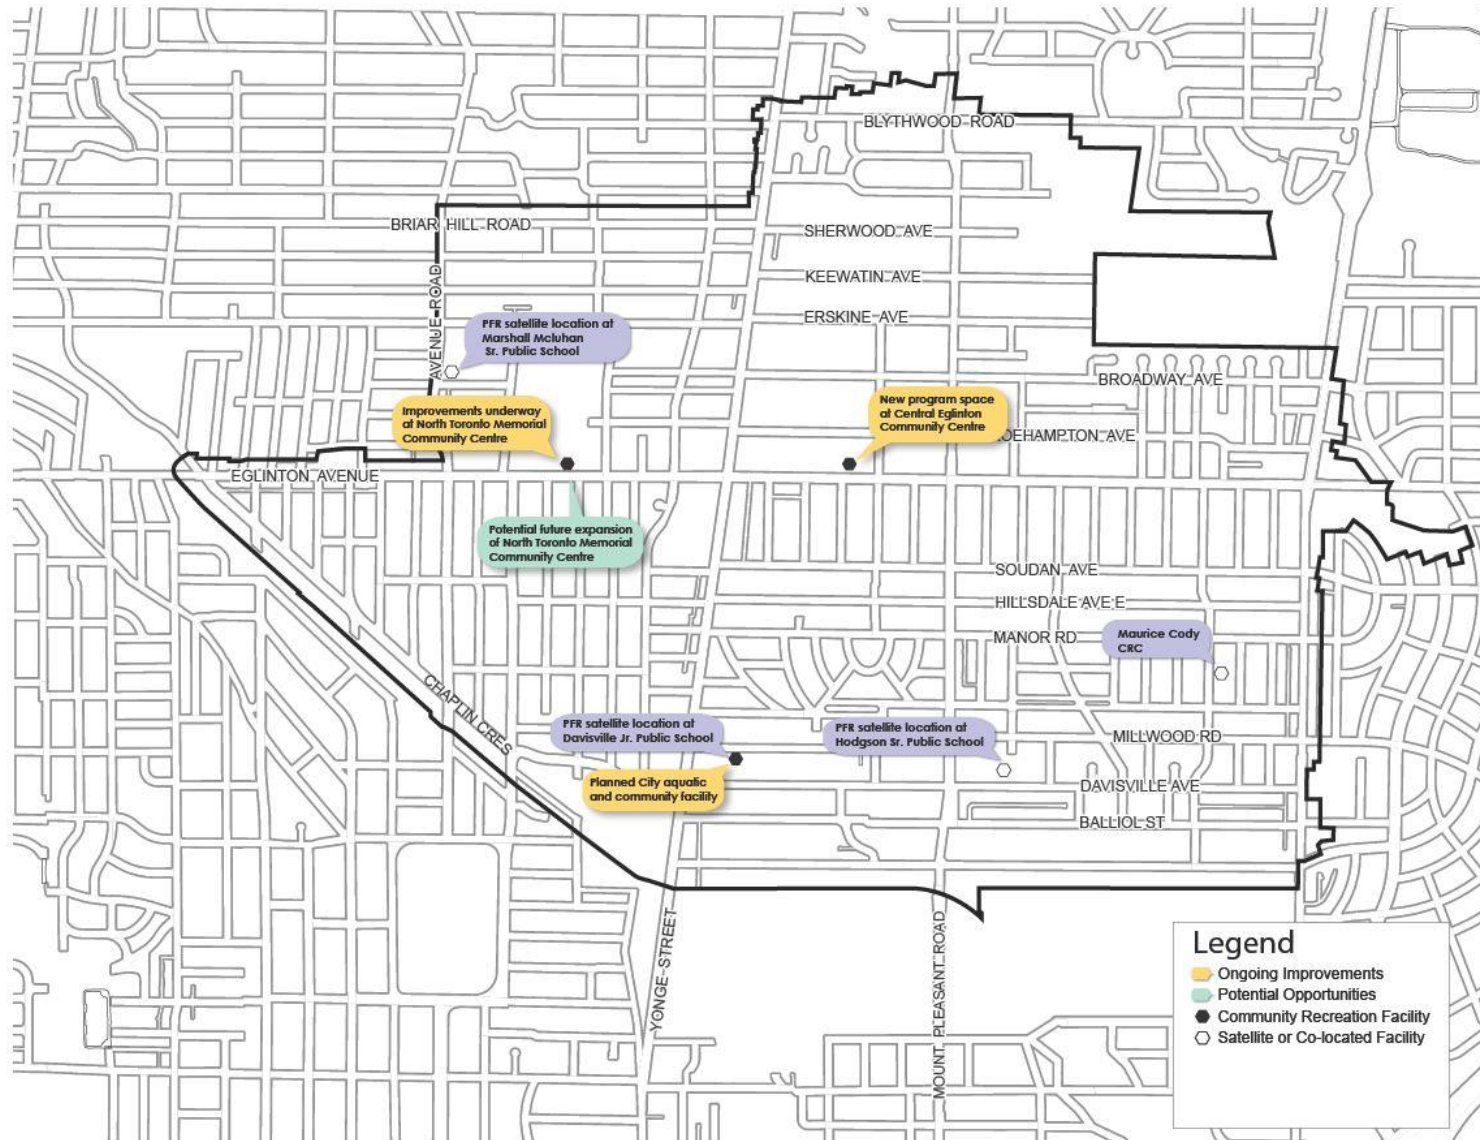 BLYTHWOOD ROAD
BRIAR HILL ROAD
SHERWOOD AVE
AVENUE ROAD
KEEWATIN AVE
ERSKINE AVE
PFR satellite location at
Marshall Mcluhan
Sr. Public School
BROADWAY AVE
Improvements underway
at North Toronto Memorial
Community Centre
New program space
at Central Eglinton
Community Centre
OEHAMPTON AVE
EGLINTON AVENUE
Potential future expansion
of North Toronto Memorial
Community Centre
SOUDAN AVE
HILLSDALE AVE E
MANOR RD
Maurice Cody
CRC
CHAPLIN CRES
PFR satellite location at
Davisville Jr. Public School
PFR satellite location at
Hodgson Sr. Public School
MILLWOOD RD
Planned City aquatic
and community facility
DAVISVILLE AVE
BALLIOL ST
YONGE STREET
MOUNT PLEASANT ROAD
Legend
Ongoing Improvements
Potential Opportunities
Community Recreation Facility
Satellite or Co-located Facility